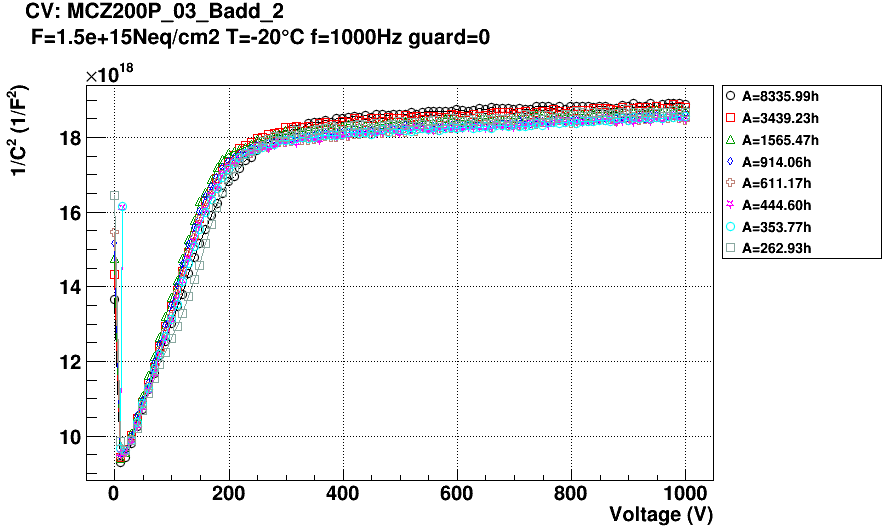 CV: MCZ200P_03_Badd_2
F=1.5e+15Neq/cm2 T=-20°C f=1000Hz guard=0
×10^18
1/C^2 (1/F^2)
18
16
14
12
10
0 200 400 600 800 1000
Voltage (V)
A=8335.99h
A=3439.23h
A=1565.47h
A=914.06h
A=611.17h
A=444.60h
A=353.77h
A=262.93h